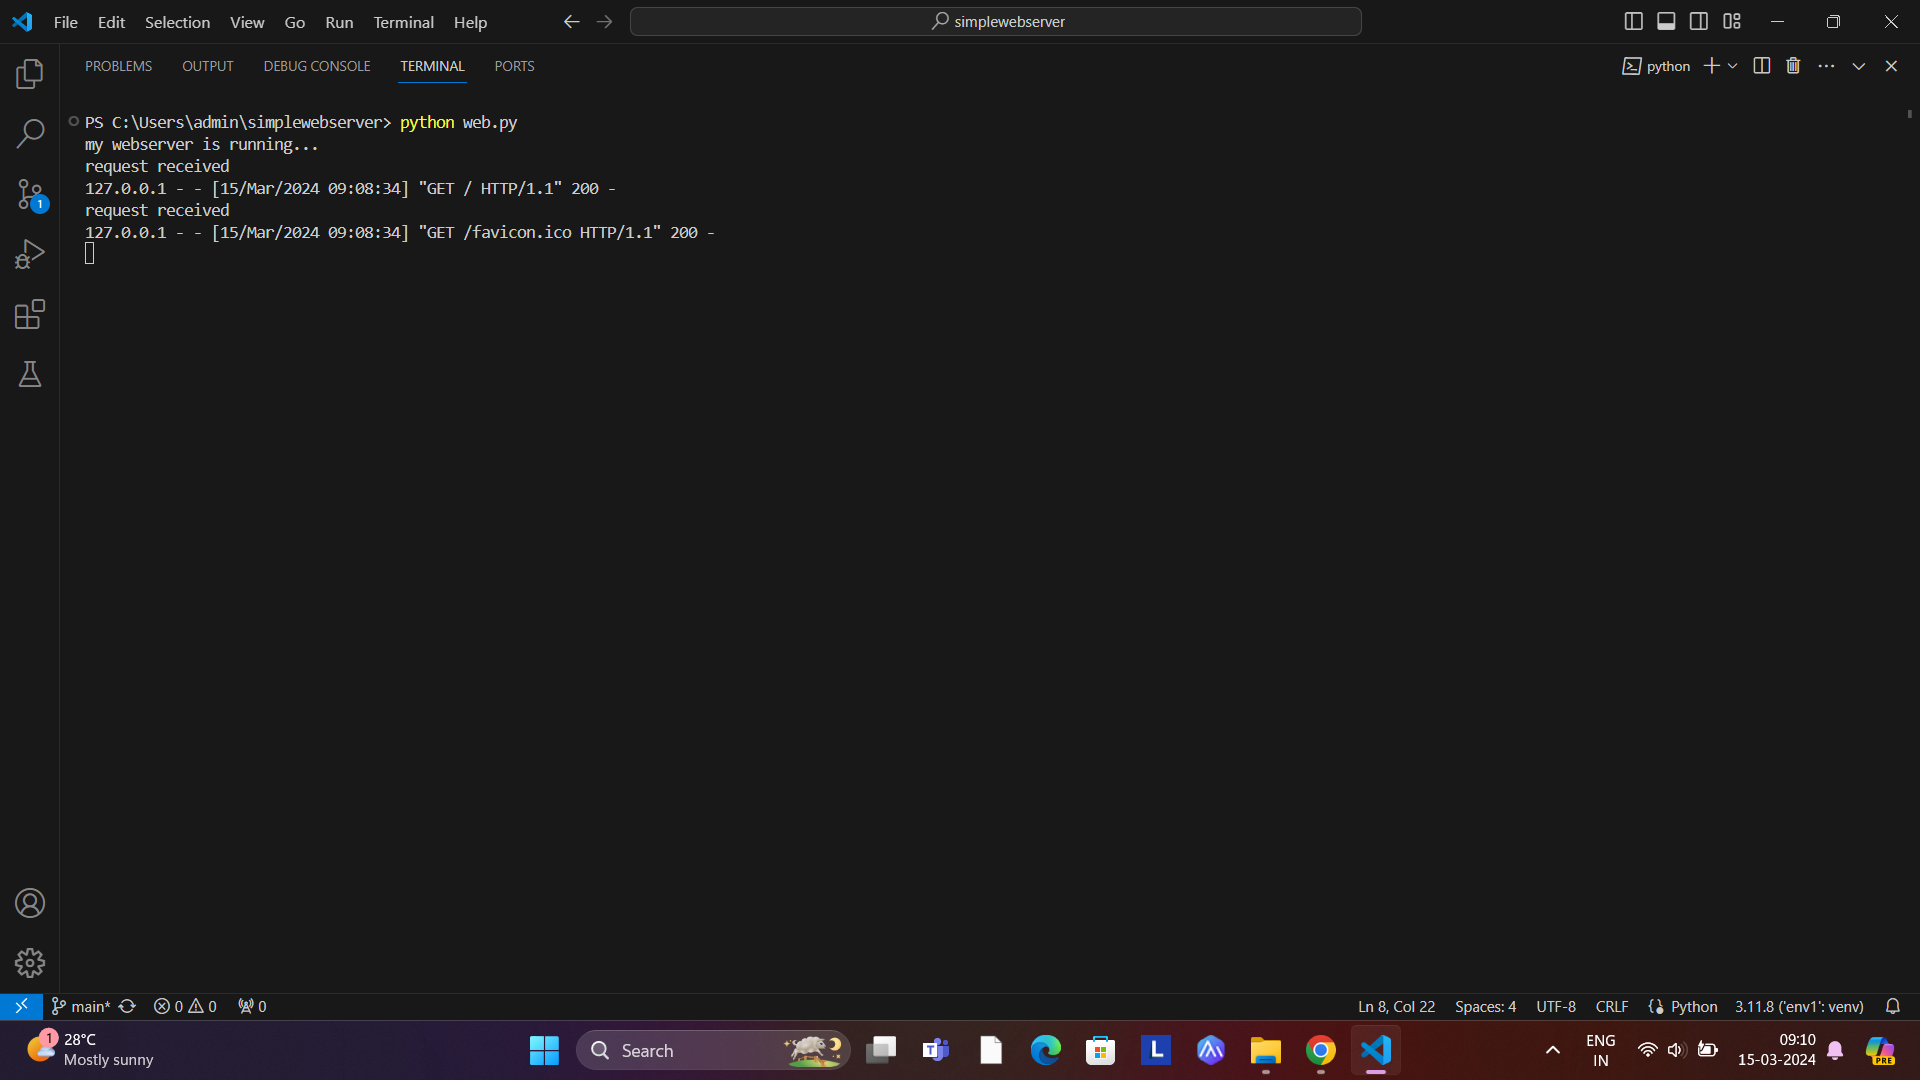 File Edit Selection View Go Run Terminal Help
simplewebserver
PROBLEMS OUTPUT DEBUG CONSOLE TERMINAL PORTS
python
PS C:\Users\admin\simplewebserver> python web.py
my webserver is running...
request received
127.0.0.1 - - [15/Mar/2024 09:08:34] "GET / HTTP/1.1" 200 -
request received
127.0.0.1 - - [15/Mar/2024 09:08:34] "GET /favicon.ico HTTP/1.1" 200 -
1
main* 0 0 0
Ln 8, Col 22 Spaces: 4 UTF-8 CRLF Python 3.11.8 ('env1': venv)
1
28°C
Mostly sunny
Search
T
L
PRE
ENG
IN
09:10
15-03-2024